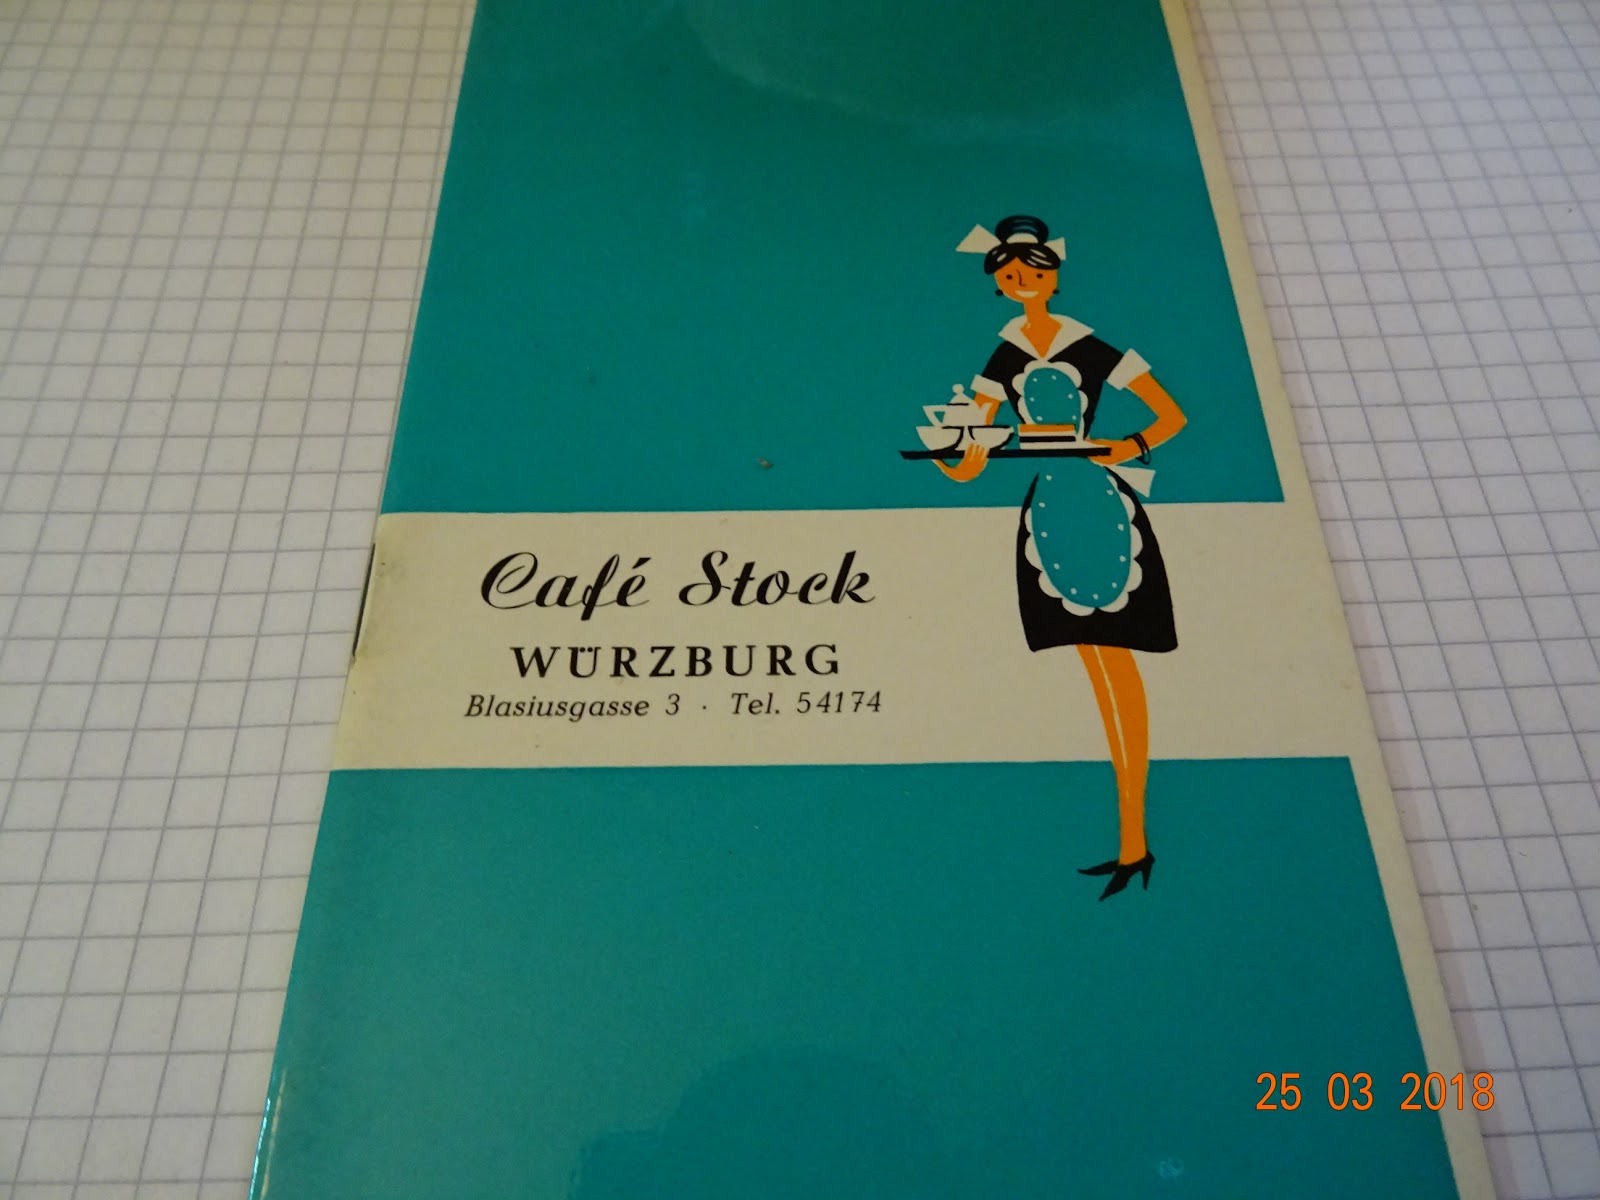 Café Stock
WÜRZBURG
Blasiusgasse 3 · Tel. 54174
25 03 2018